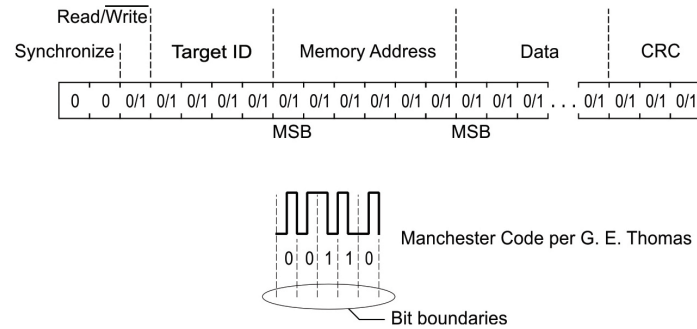 Read/Write
Synchronize Target ID Memory Address Data CRC
0 0 0/1 0/1 0/1 0/1 0/1 0/1 0/1 0/1 0/1 0/1 0/1 0/1 0/1 0/1 . . . 0/1 0/1 0/1 0/1
MSB MSB
0 0 1 1 0
Manchester Code per G. E. Thomas
Bit boundaries